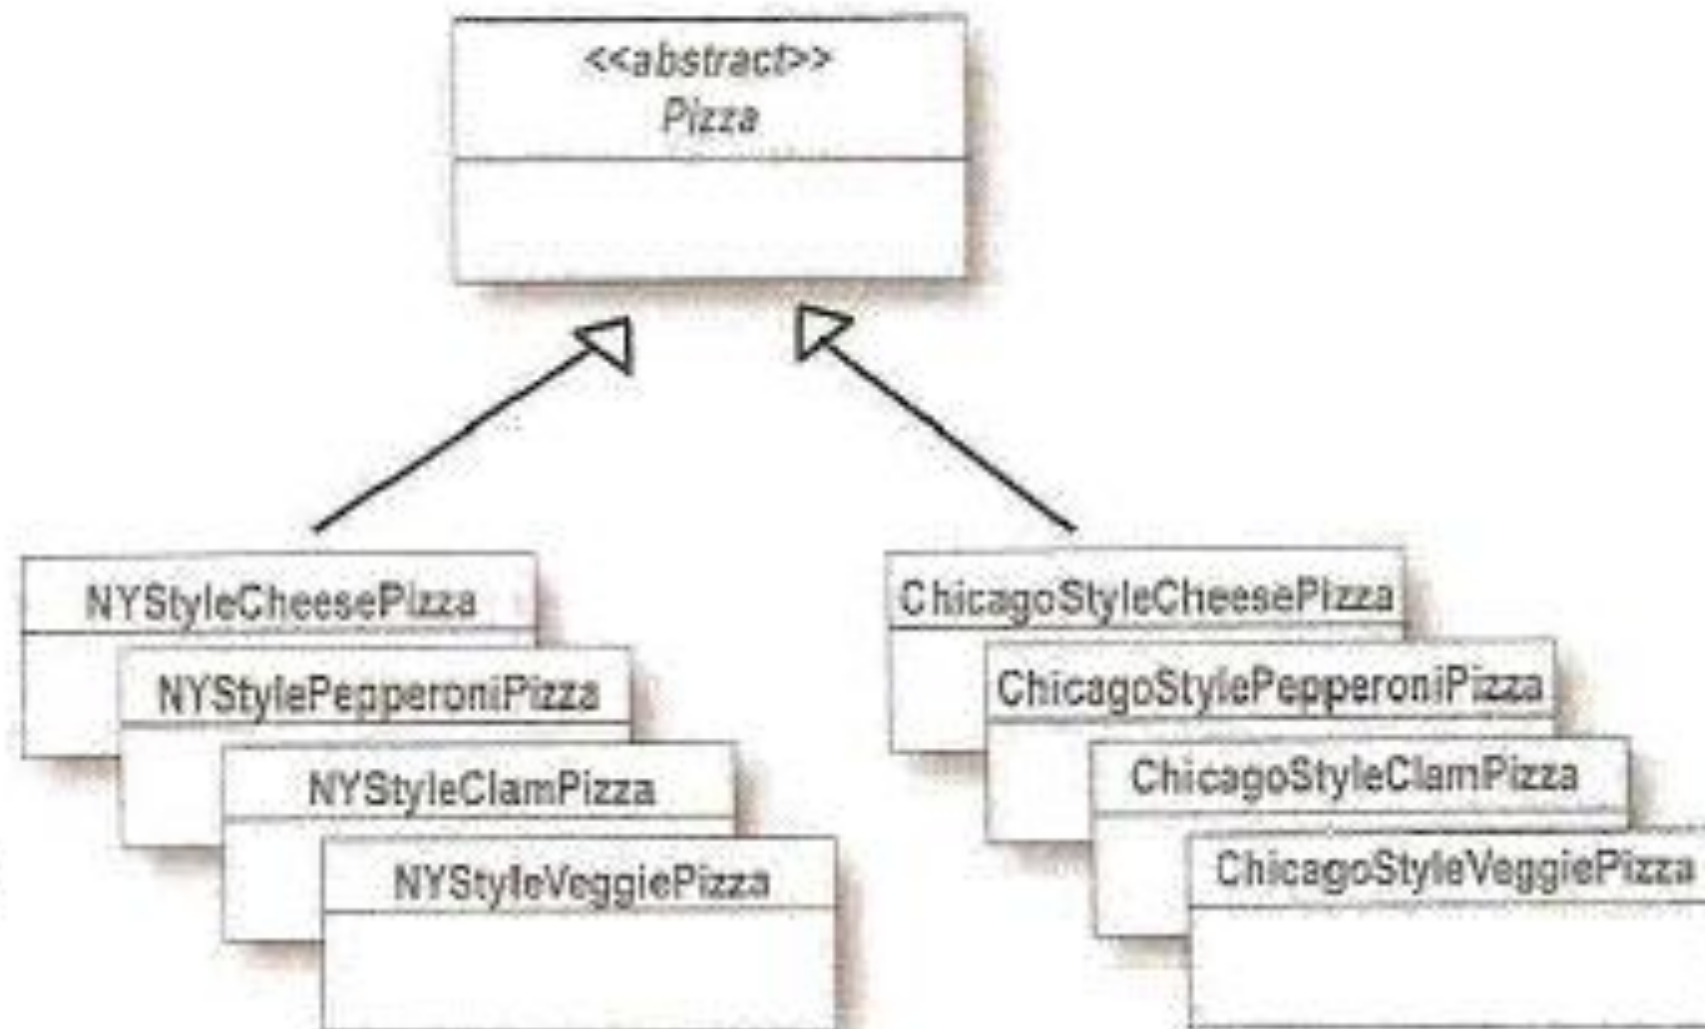 <<abstract>>
Pizza
NYStyleCheesePizza
NYStylePepperoniPizza
NYStyleClamPizza
NYStyleVeggiePizza
ChicagoStyleCheesePizza
ChicagoStylePepperoniPizza
ChicagoStyleClamPizza
ChicagoStyleVeggiePizza